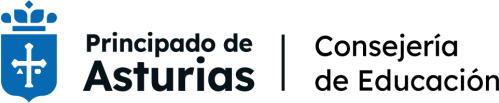 Principado de
Asturias
Consejería
de Educación